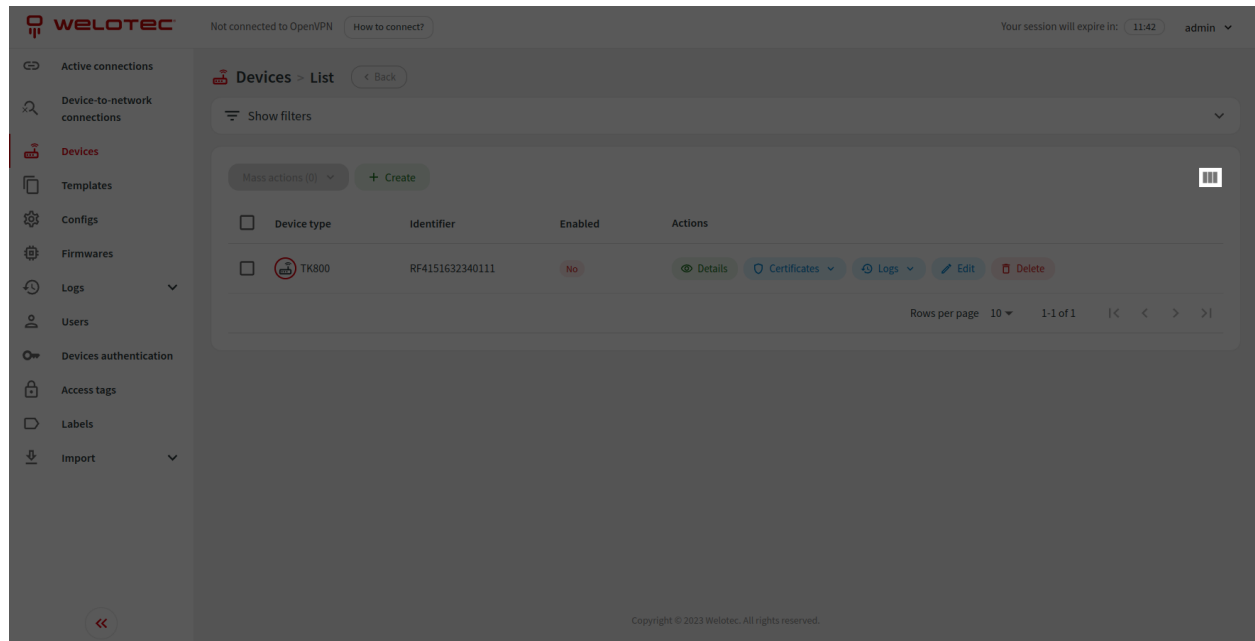 WELOTEC
Not connected to OpenVPN
How to connect?
Your session will expire in:
11:42
admin
Active connections
Device-to-network
connections
Devices
Templates
Configs
Firmwares
Logs
Users
Devices authentication
Access tags
Labels
Import
Devices > List
< Back
Show filters
Mass actions (0)
+ Create
Device type Identifier Enabled Actions
TK800 RF4151632340111 No Details Certificates Logs Edit Delete
Rows per page 10 1-1 of 1
Copyright © 2023 Welotec. All rights reserved.